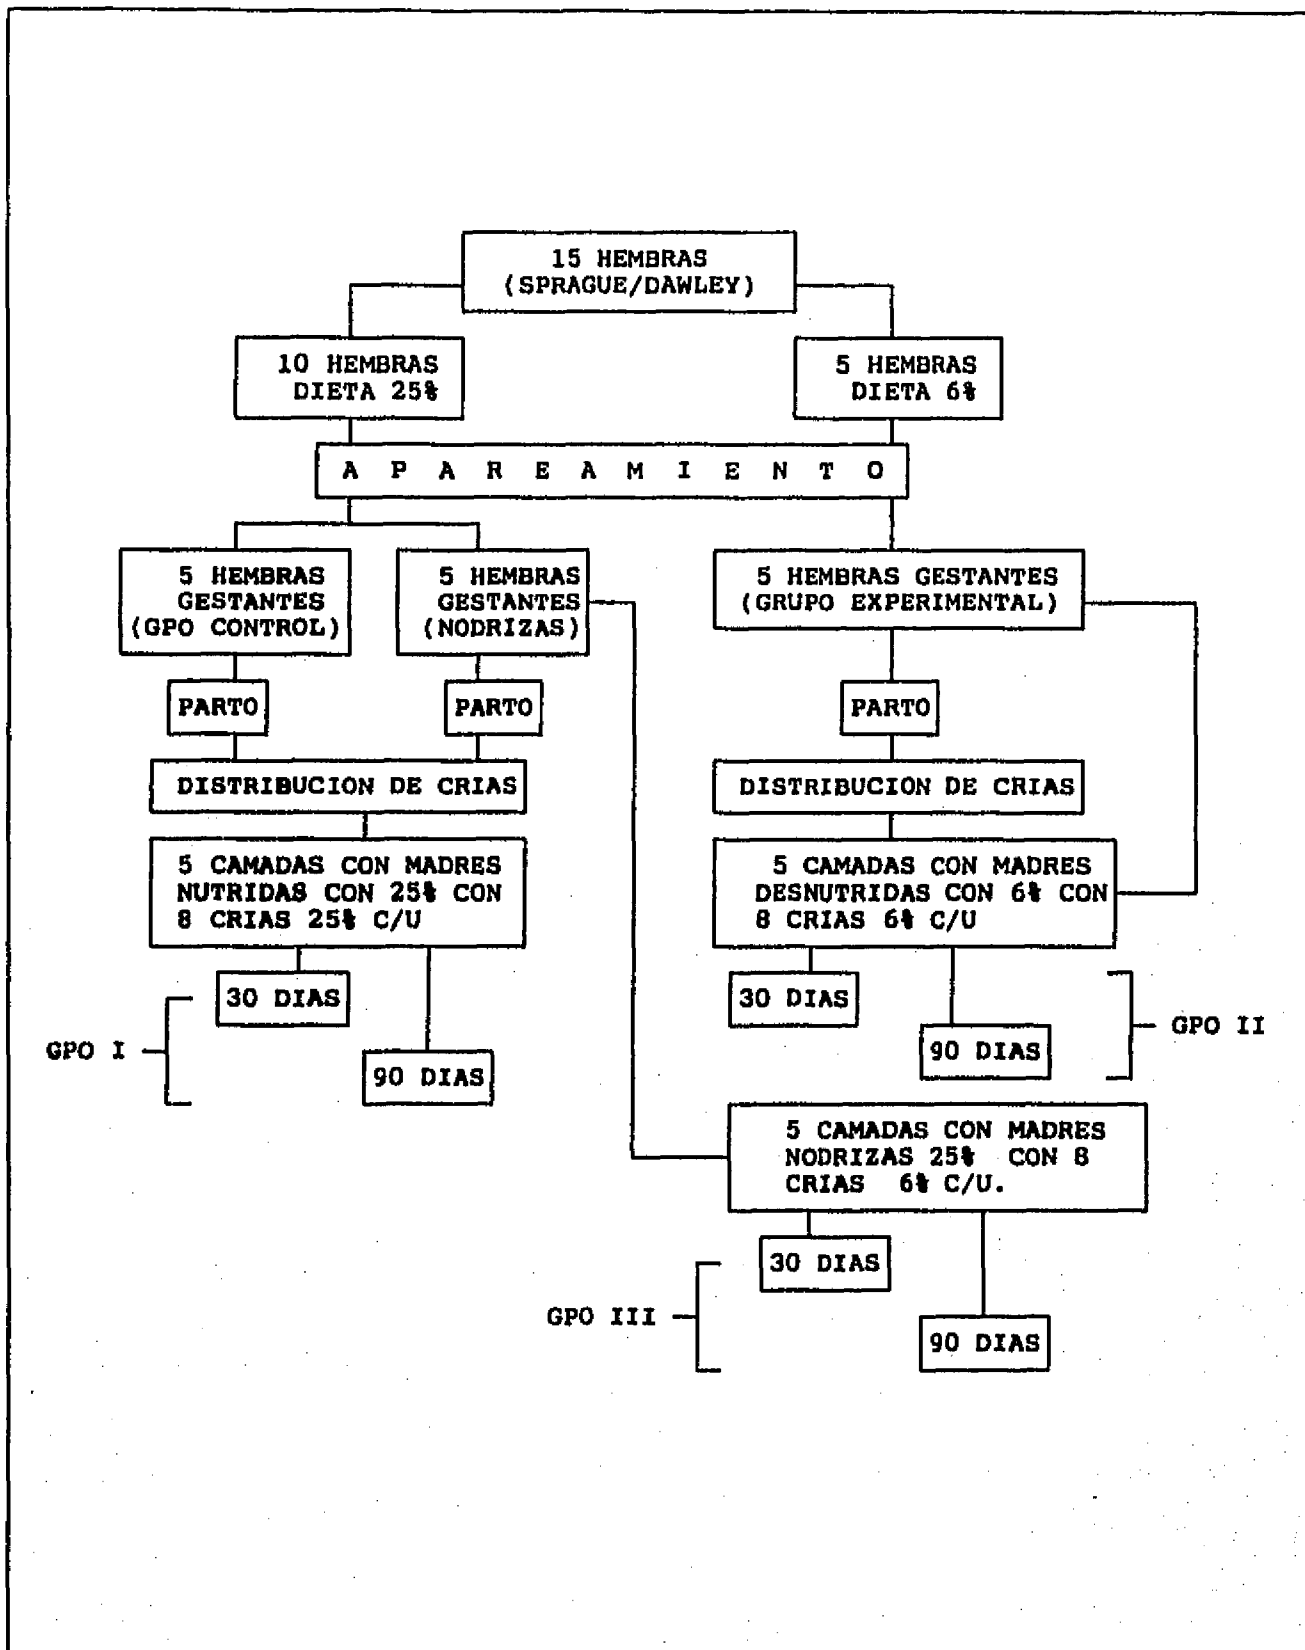 15 HEMBRAS
(SPRAGUE/DAWLEY)
10 HEMBRAS
DIETA 25%
5 HEMBRAS
DIETA 6%
A P A R E A M I E N T O
5 HEMBRAS
GESTANTES
(GPO CONTROL)
5 HEMBRAS
GESTANTES
(NODRIZAS)
5 HEMBRAS GESTANTES
(GRUPO EXPERIMENTAL)
PARTO
PARTO
PARTO
DISTRIBUCION DE CRIAS
DISTRIBUCION DE CRIAS
5 CAMADAS CON MADRES
NUTRIDAS CON 25% CON
8 CRIAS 25% C/U
5 CAMADAS CON MADRES
DESNUTRIDAS CON 6% CON
8 CRIAS 6% C/U
30 DIAS
90 DIAS
GPO I
30 DIAS
90 DIAS
GPO II
5 CAMADAS CON MADRES
NODRIZAS 25% CON 8
CRIAS 6% C/U.
30 DIAS
90 DIAS
GPO III